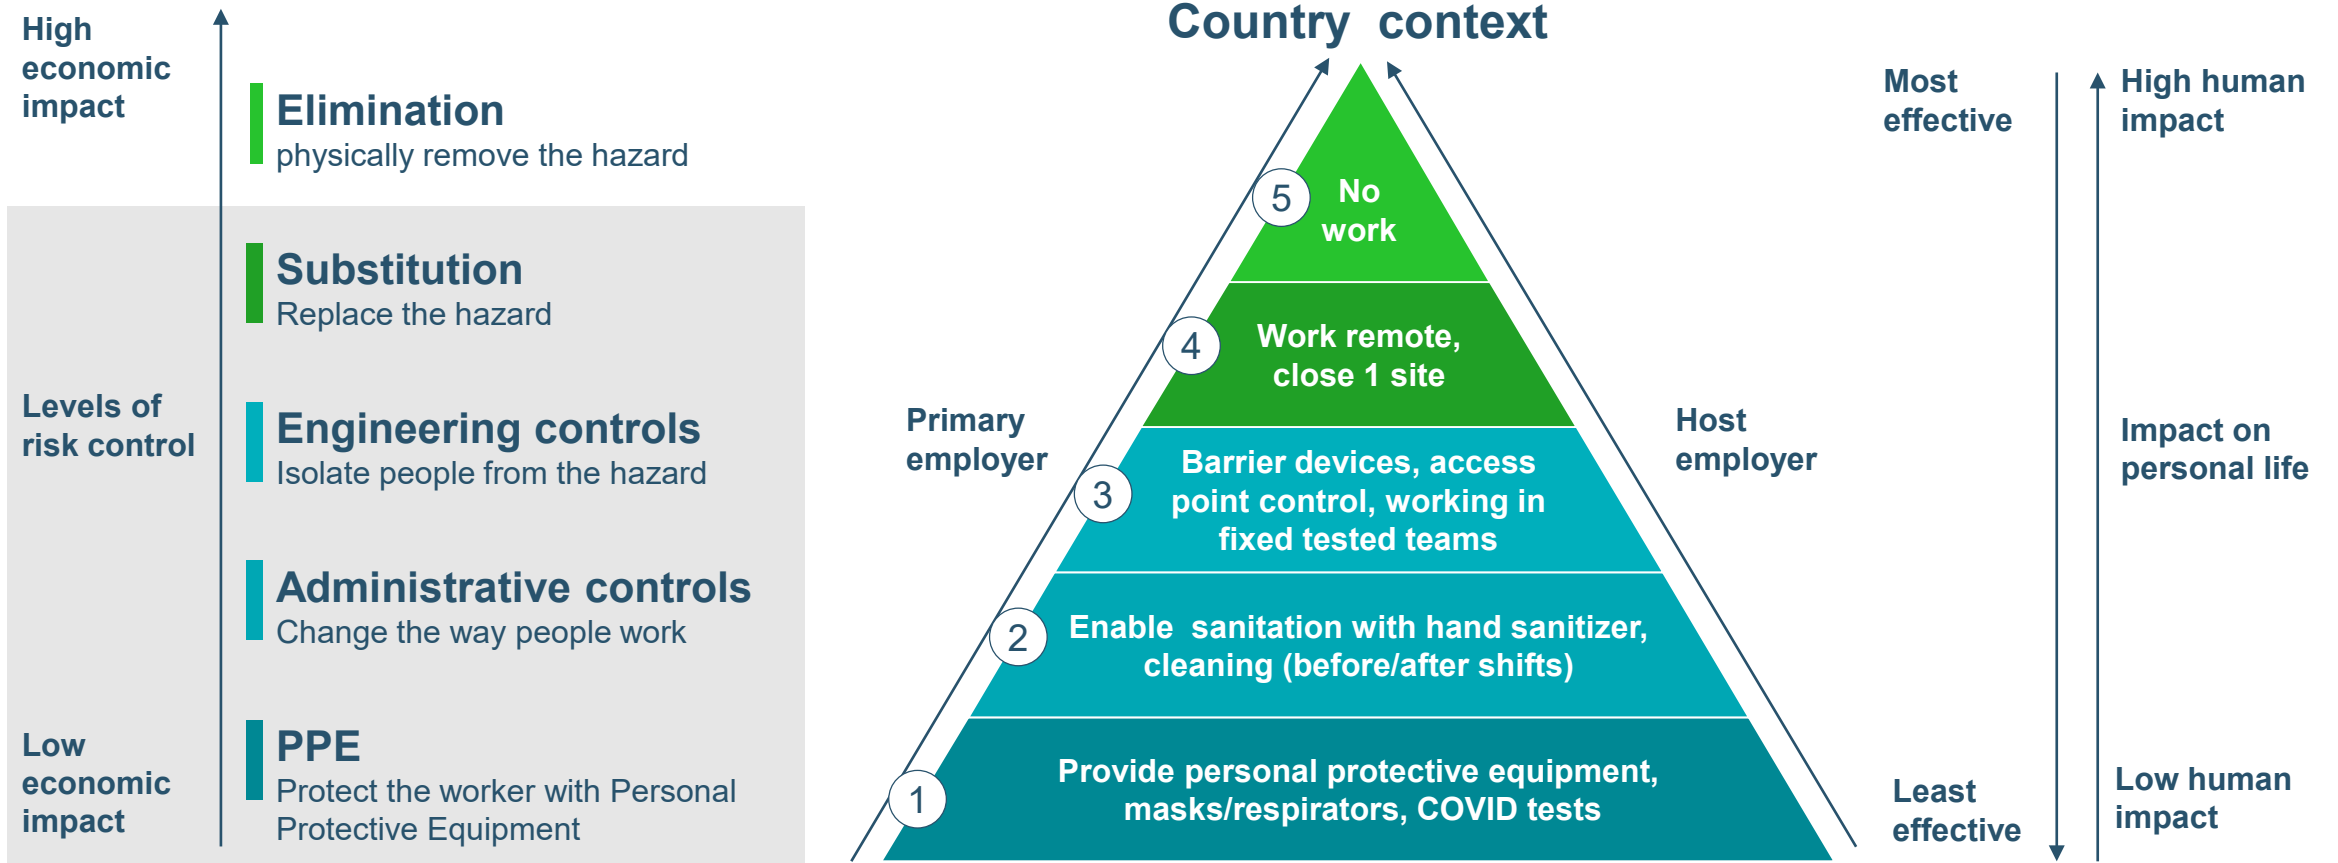 High
economic
impact
Elimination
physically remove the hazard
Substitution
Replace the hazard
Levels of
risk control
Engineering controls
Isolate people from the hazard
Administrative controls
Change the way people work
Low
economic
impact
PPE
Protect the worker with Personal
Protective Equipment
Country context
5
No
work
4
Work remote,
close 1 site
Primary
employer
Host
employer
3
Barrier devices, access
point control, working in
fixed tested teams
2
Enable sanitation with hand sanitizer,
cleaning (before/after shifts)
1
Provide personal protective equipment,
masks/respirators, COVID tests
Most
effective
High human
impact
Impact on
personal life
Least
effective
Low human
impact